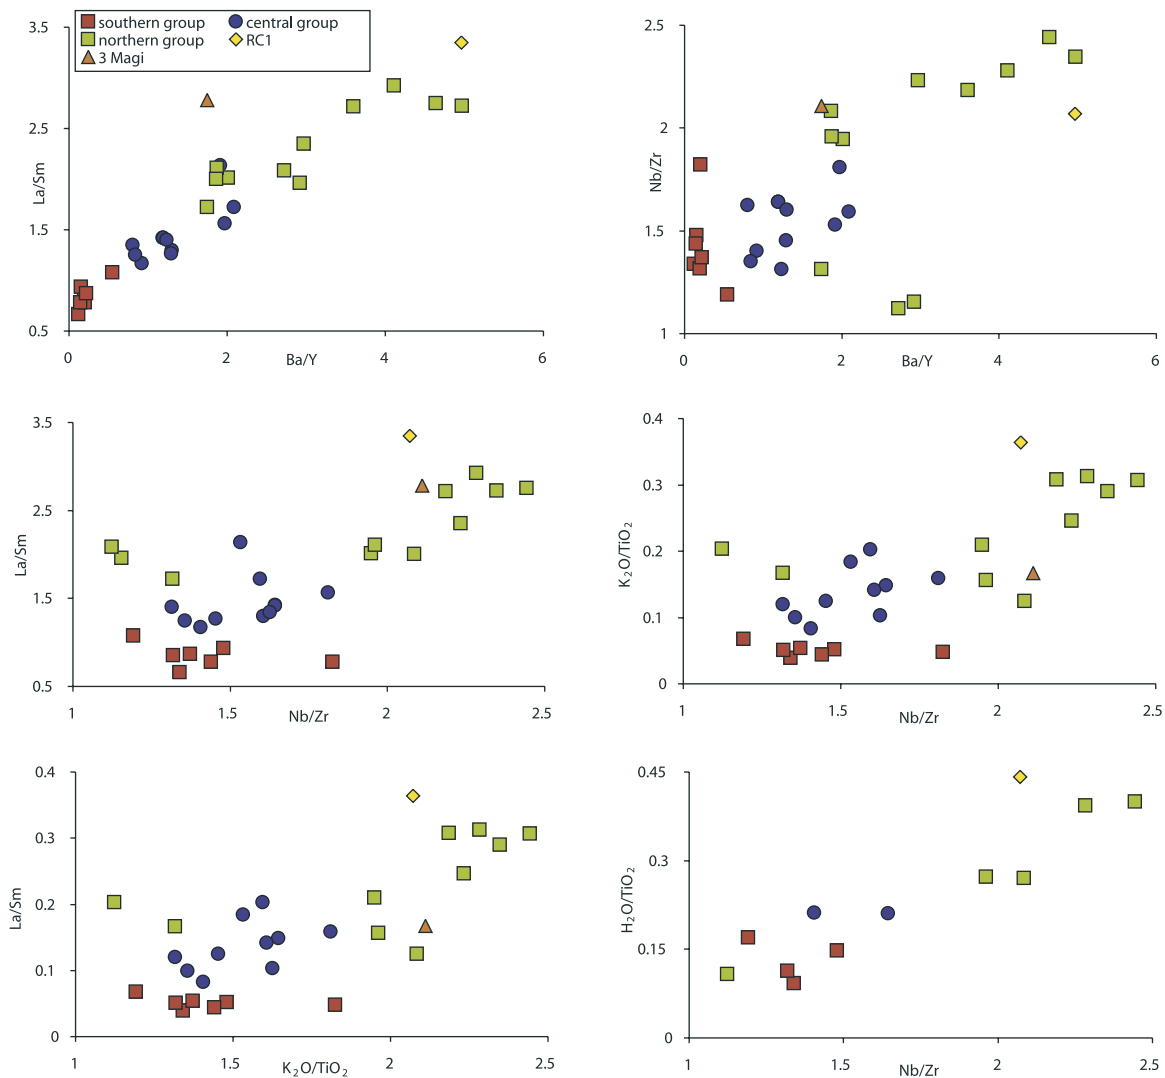 3.5
2.5
1.5
0.5
La/Sm
0 2 4 6
Ba/Y
southern group central group
northern group RC1
3 Magi
2.5
2
1.5
1
Nb/Zr
0 2 4 6
Ba/Y
3.5
2.5
1.5
0.5
La/Sm
1 1.5 2 2.5
Nb/Zr
0.4
0.3
0.2
0.1
0
K₂O/TiO₂
1 1.5 2 2.5
Nb/Zr
0.4
0.3
0.2
0.1
0
La/Sm
1 1.5 2 2.5
K₂O/TiO₂
0.45
0.3
0.15
0
H₂O/TiO₂
1 1.5 2 2.5
Nb/Zr